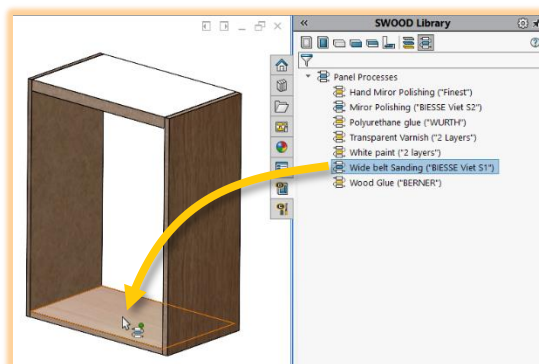 SWOOD Library
Panel Processes
Hand Miror Polishing ("Finest")
Miror Polishing ("BIESSE Viet S2")
Polyurethane glue ("WURTH")
Transparent Varnish ("2 Layers")
White paint ("2 layers")
Wide belt Sanding ("BIESSE Viet S1")
Wood Glue ("BERNER")